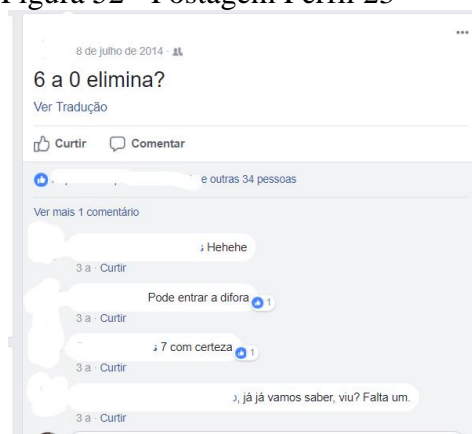 Figura 32 - Postagem Perfil 23
8 de julho de 2014 ·
6 a 0 elimina?
Ver Tradução
Curtir Comentar
e outras 34 pessoas
Ver mais 1 comentário
Hehehe
3 a · Curtir
Pode entrar a difora 1
3 a · Curtir
7 com certeza 1
3 a · Curtir
, já já vamos saber, viu? Falta um.
3 a · Curtir